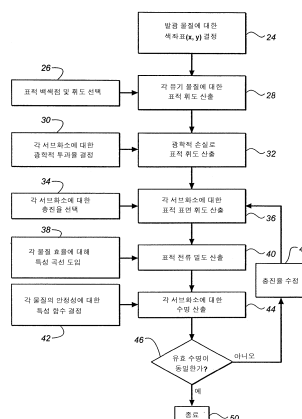 발광 물질에 대한
색좌표(x, y) 결정
24
26
표적 백색점 및 휘도 선택
각 유기 물질에 대한
표적 휘도 산출
28
30
각 서브화소에 대한
광학적 투과율 결정
광학적 손실로
표적 휘도 산출
32
34
각 서브화소에 대한
충진율 선택
각 서브화소에 대한
표적 표면 휘도 산출
36
38
각 물질 효율에 대해
특성 곡선 도입
표적 전류 밀도 산출
40
충진율 수정
각 물질의 안정성에 대한
특성 함수 결정
42
각 서브화소에 대한
수명 산출
44
46
유효 수명이
동일한가?
아니오
예
종료
50